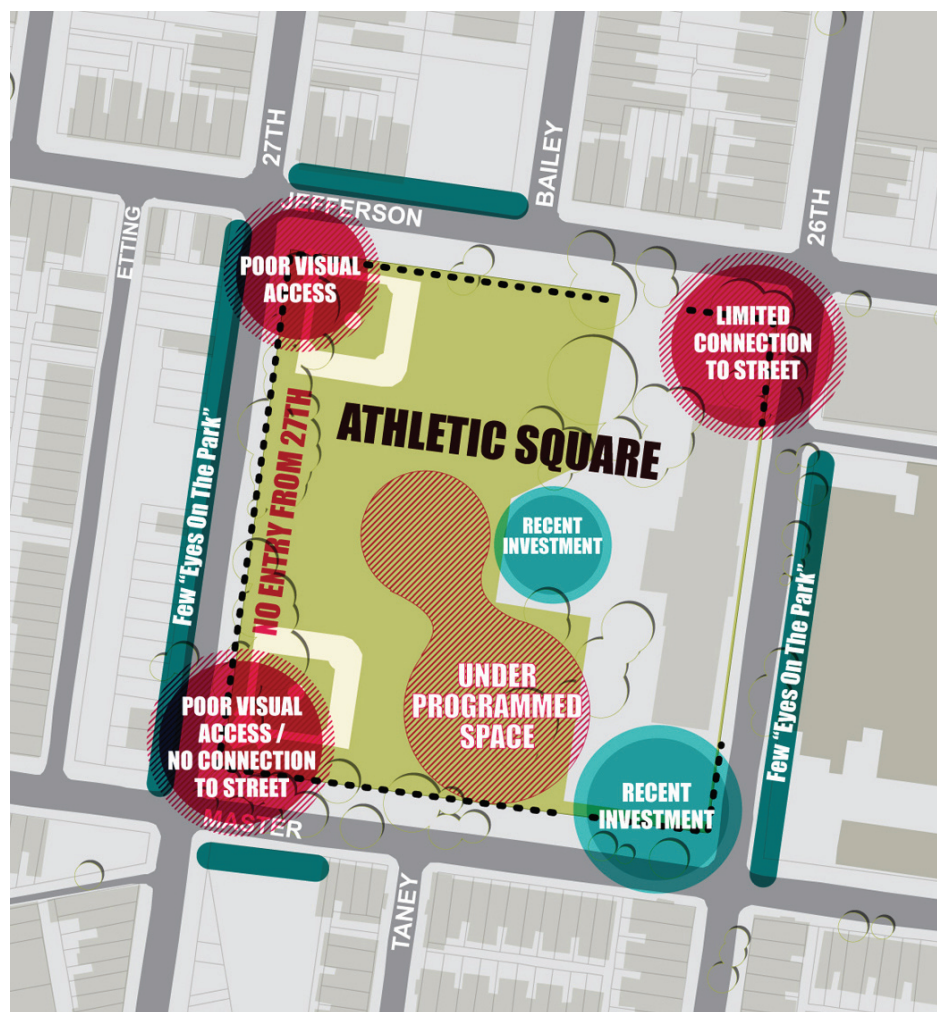 27TH
BAILEY
26TH
ETTING
JEFFERSON
POOR VISUAL
ACCESS
LIMITED
CONNECTION
TO STREET
ATHLETIC SQUARE
NO ENTRY FROM 27TH
Few "Eyes On The Park"
RECENT
INVESTMENT
UNDER
PROGRAMMED
SPACE
Few "Eyes On The Park"
POOR VISUAL
ACCESS /
NO CONNECTION
TO STREET
RECENT
INVESTMENT
MASTER
TANEY